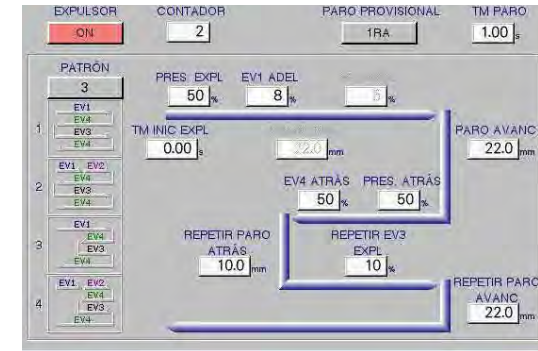 EXPULSOR CONTADOR PARO PROVISIONAL TM PARO
ON 2 1RA 1.00 s
PATRÓN
3
PRES. EXPL EV1 ADEL
50 % 8 % 6 %
1 EV1
EV4
EV3
EV4
TM INIC EXPL PARO AVANC
0.00 s 22.0 mm 22.0 mm
2 EV1 EV2
EV4
EV3
EV4
EV4 ATRÀS PRES. ATRÀS
50 % 50 %
3 EV1
EV4
EV3
EV4
REPETIR PARO REPETIR EV3
ATRÁS EXPL
10.0 mm 10 %
4 EV1 EV2
EV4
EV3
EV4
REPETIR PARO
AVANC
22.0 mm